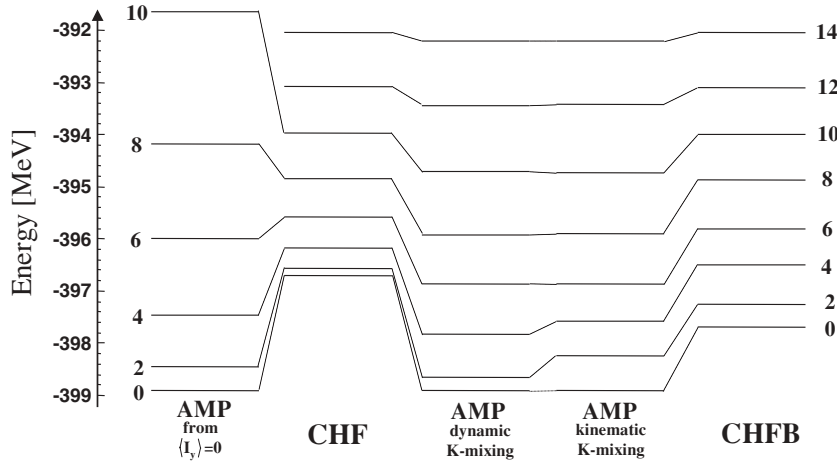 Energy [MeV]
-392
-393
-394
-395
-396
-397
-398
-399
10
8
6
4
2
0
14
12
10
8
6
4
2
0
AMP
from
⟨I_y⟩=0
CHF
AMP
dynamic
K-mixing
AMP
kinematic
K-mixing
CHFB